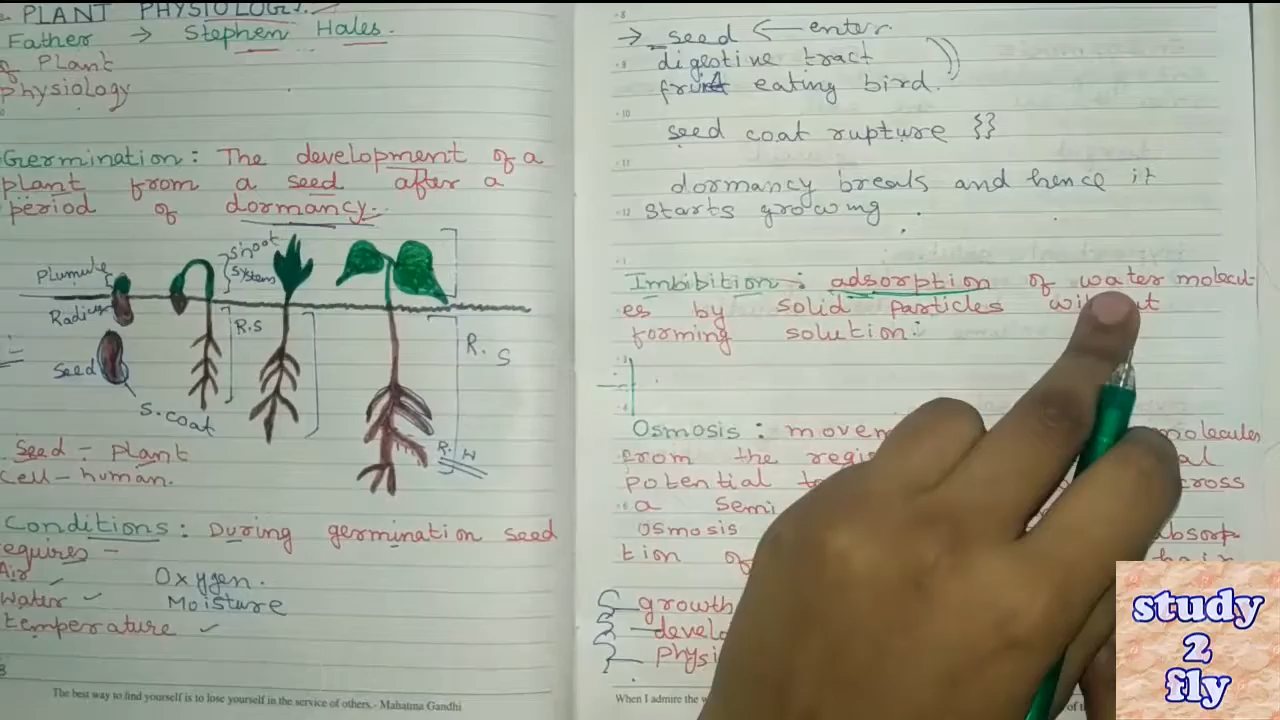 PLANT PHYSIOLOGY.
Father → Stephen Hales.
of Plant
Physiology
Germination: The development of a
plant from a seed after a
period of dormancy.
Plumule
Shoot
System
Radius
R.S
R. S
Seed
S. coat
R. H
Seed - plant
Cell - human.
Conditions: During germination seed
requires -
Air
Oxygen.
Water
Moisture
temperature
The best way to find yourself is to lose yourself in the service of others.- Mahatma Gandhi
→ seed ← enter
digestive tract
fruit eating bird.
seed coat rupture }}
dormancy breaks and hence it
starts growing .
Imbibition: adsorption of water molecul-
es by solid particles
forming solution:
Osmosis: molecules
from the
potential cross
a Semi
osmosis absorp-
tion of
growth
When I admire the
study
2
fly